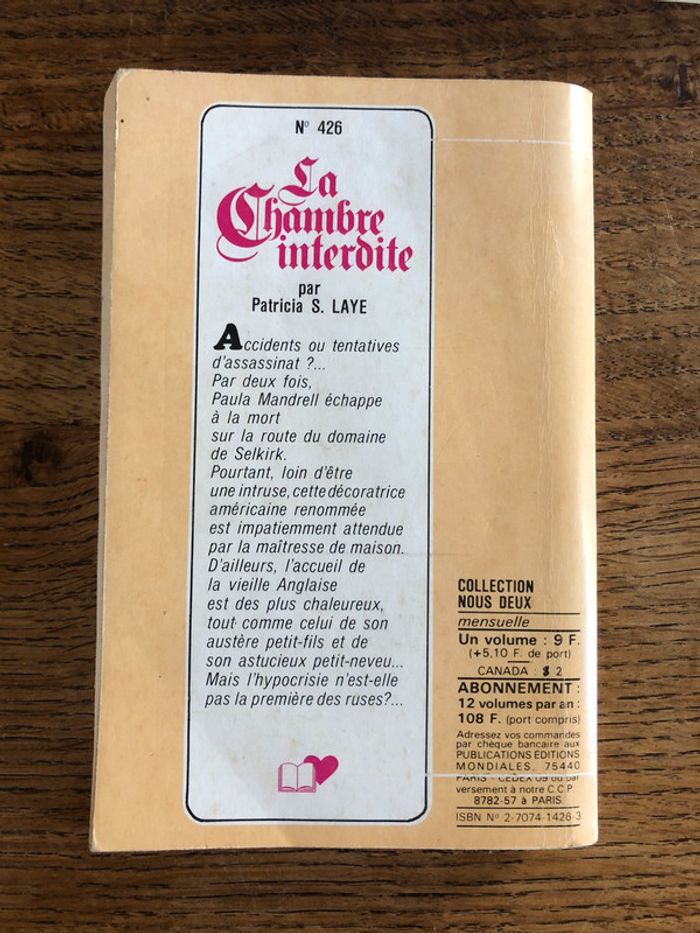 N° 426
La
Chambre
interdite
par
Patricia S. LAYE
Accidents ou tentatives
d'assassinat ?...
Par deux fois,
Paula Mandrell échappe
à la mort
sur la route du domaine
de Selkirk.
Pourtant, loin d'être
une intruse, cette décoratrice
américaine renommée
est impatiemment attendue
par la maîtresse de maison.
D'ailleurs, l'accueil de
la vieille Anglaise
est des plus chaleureux,
tout comme celui de son
austère petit-fils et de
son astucieux petit-neveu...
Mais l'hypocrisie n'est-elle
pas la première des ruses?...
COLLECTION
NOUS DEUX
mensuelle
Un volume : 9 F.
(+5,10 F. de port)
CANADA : $ 2
ABONNEMENT :
12 volumes par an :
108 F. (port compris)
Adressez vos commandes
par chèque bancaire aux
PUBLICATIONS ÉDITIONS
MONDIALES, 75440
PARIS - CEDEX 09 ou par
versement à notre C.C.P.
8782-57 à PARIS.
ISBN N° 2-7074-1426-3